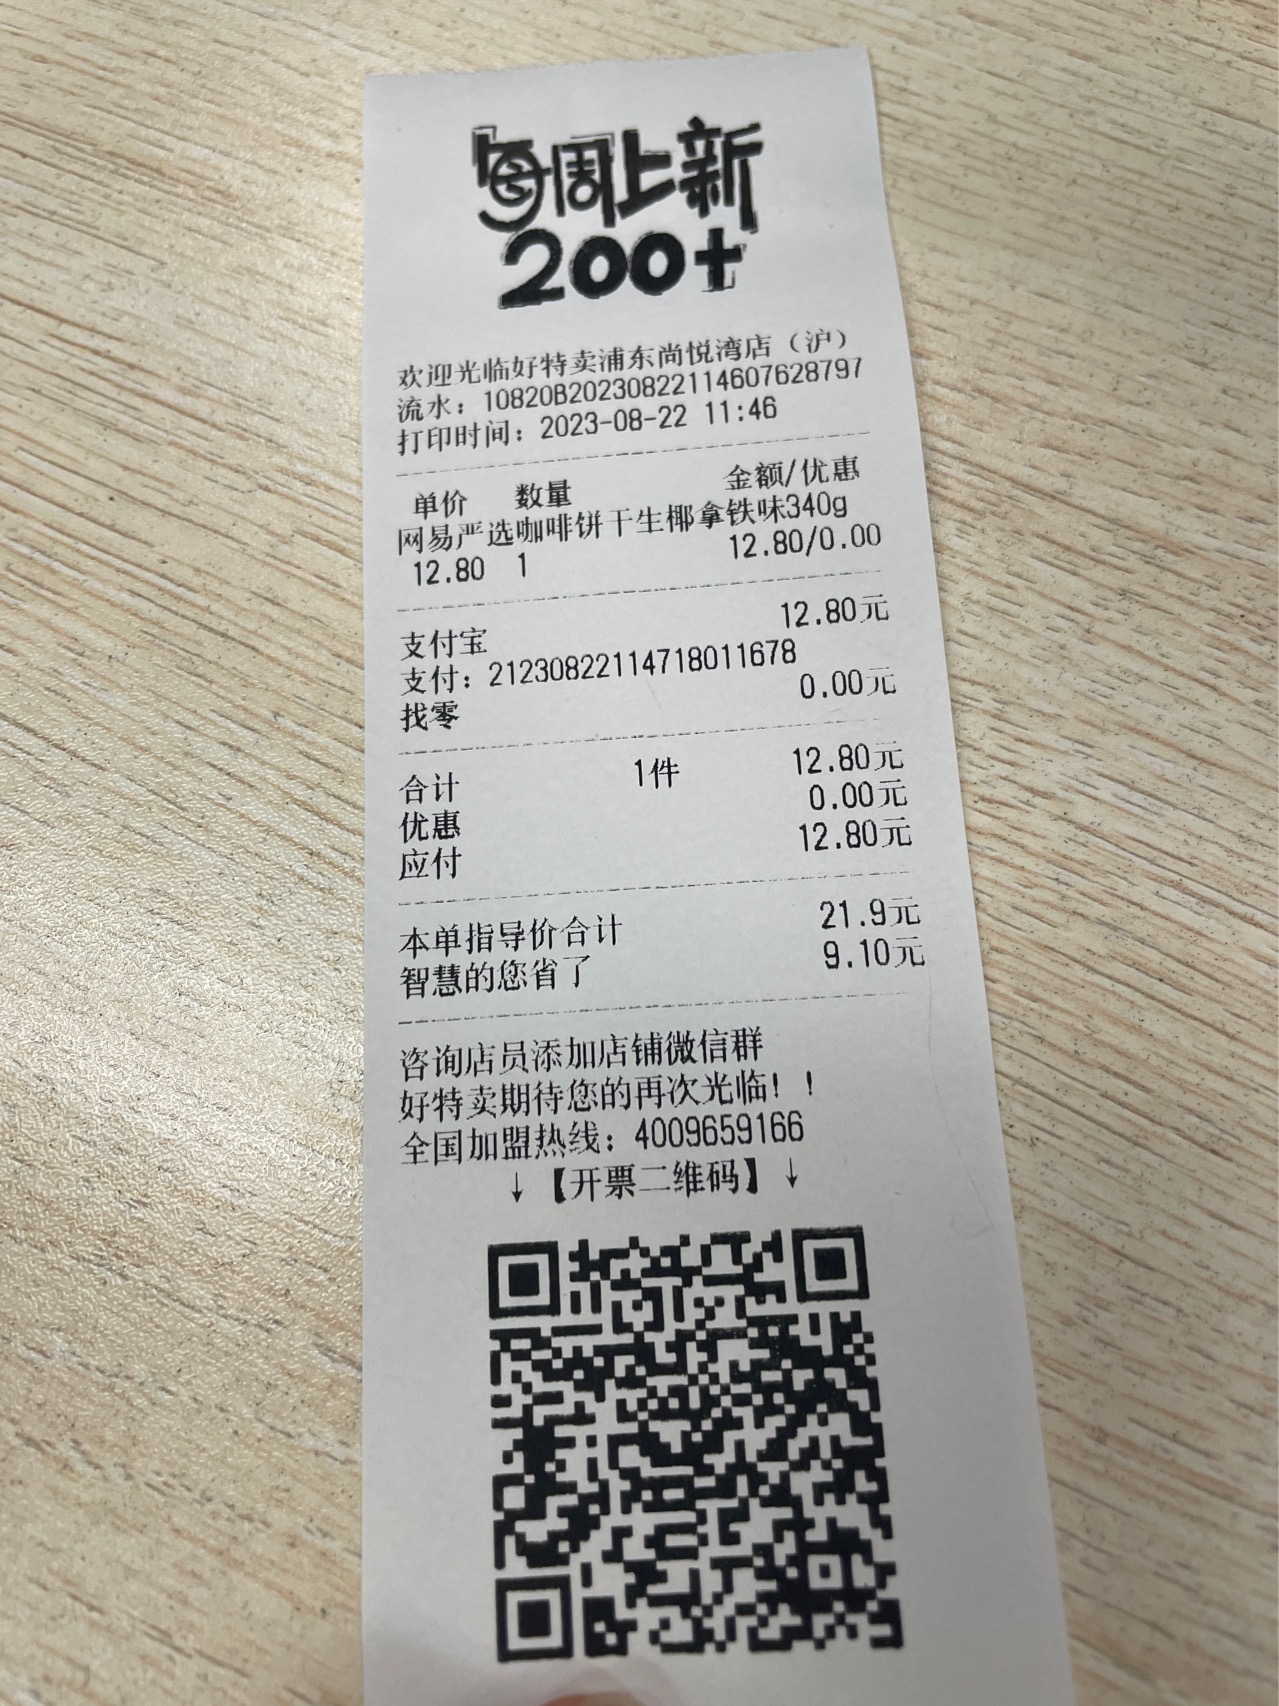 每周上新
200+
欢迎光临好特卖浦东尚悦湾店（沪）
流水：10820B20230822114607628797
打印时间：2023-08-22 11:46
单价 数量 金额/优惠
网易严选咖啡饼干生椰拿铁味340g
12.80 1 12.80/0.00
支付宝 12.80元
支付：21230822114718011678
找零 0.00元
合计 1件 12.80元
优惠 0.00元
应付 12.80元
本单指导价合计 21.9元
智慧的您省了 9.10元
咨询店员添加店铺微信群
好特卖期待您的再次光临！！
全国加盟热线：4009659166
↓【开票二维码】↓